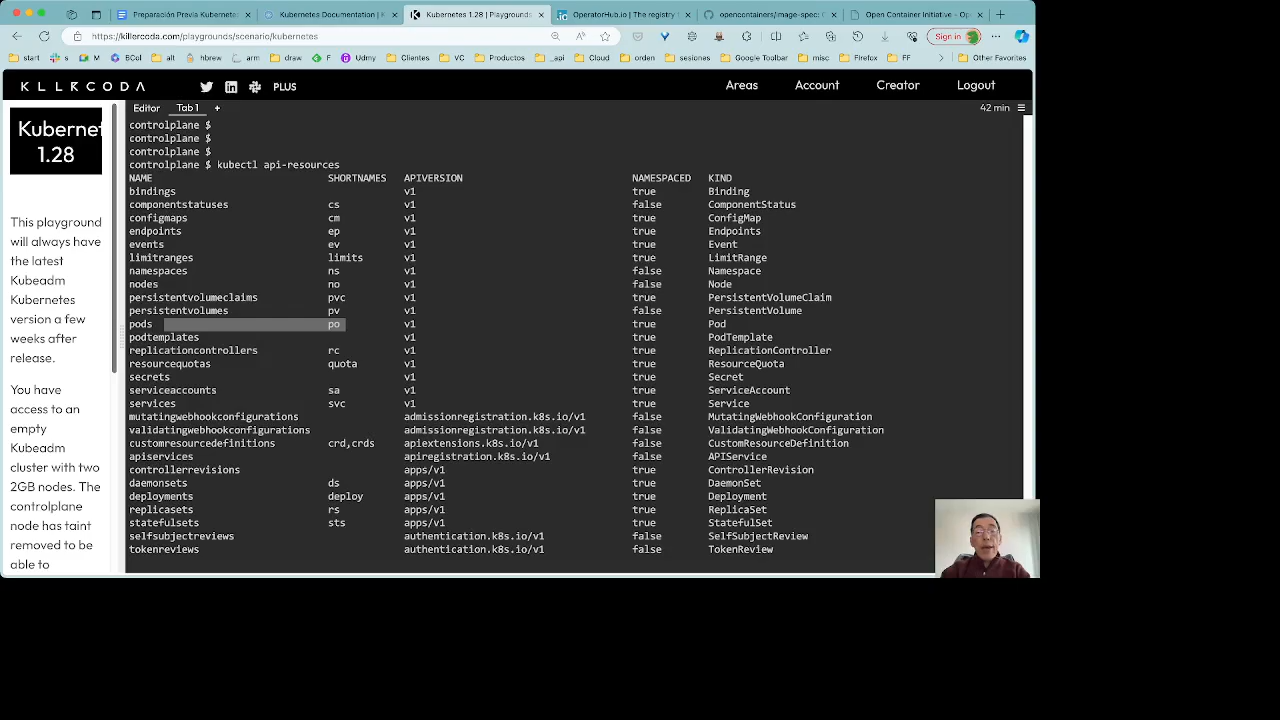 Preparación Previa Kubernetes
Kubernetes Documentation | K
Kubernetes 1.28 | Playgrounds
OperatorHub.io | The registry f
opencontainers/image-spec: C
Open Container Initiative - Op
https://killercoda.com/playgrounds/scenario/kubernetes
Sign in
start
s
M
BCol
alt
hbrew
arm
draw
F
Udmy
Clientes
VC
Productos
_api
Cloud
orden
sesiones
Google Toolbar
misc
Firefox
FF
Other Favorites
KLLRCODA
PLUS
Areas
Account
Creator
Logout
Editor
Tab 1
+
42 min
Kubernet
1.28
This playground
will always have
the latest
Kubeadm
Kubernetes
version a few
weeks after
release.
You have
access to an
empty
Kubeadm
cluster with two
2GB nodes. The
controlplane
node has taint
removed to be
able to
controlplane $
controlplane $
controlplane $
controlplane $ kubectl api-resources
NAME SHORTNAMES APIVERSION NAMESPACED KIND
bindings v1 true Binding
componentstatuses cs v1 false ComponentStatus
configmaps cm v1 true ConfigMap
endpoints ep v1 true Endpoints
events ev v1 true Event
limitranges limits v1 true LimitRange
namespaces ns v1 false Namespace
nodes no v1 false Node
persistentvolumeclaims pvc v1 true PersistentVolumeClaim
persistentvolumes pv v1 false PersistentVolume
pods po v1 true Pod
podtemplates v1 true PodTemplate
replicationcontrollers rc v1 true ReplicationController
resourcequotas quota v1 true ResourceQuota
secrets v1 true Secret
serviceaccounts sa v1 true ServiceAccount
services svc v1 true Service
mutatingwebhookconfigurations admissionregistration.k8s.io/v1 false MutatingWebhookConfiguration
validatingwebhookconfigurations admissionregistration.k8s.io/v1 false ValidatingWebhookConfiguration
customresourcedefinitions crd,crds apiextensions.k8s.io/v1 false CustomResourceDefinition
apiservices apiregistration.k8s.io/v1 false APIService
controllerrevisions apps/v1 true ControllerRevision
daemonsets ds apps/v1 true DaemonSet
deployments deploy apps/v1 true Deployment
replicasets rs apps/v1 true ReplicaSet
statefulsets sts apps/v1 true StatefulSet
selfsubjectreviews authentication.k8s.io/v1 false SelfSubjectReview
tokenreviews authentication.k8s.io/v1 false TokenReview